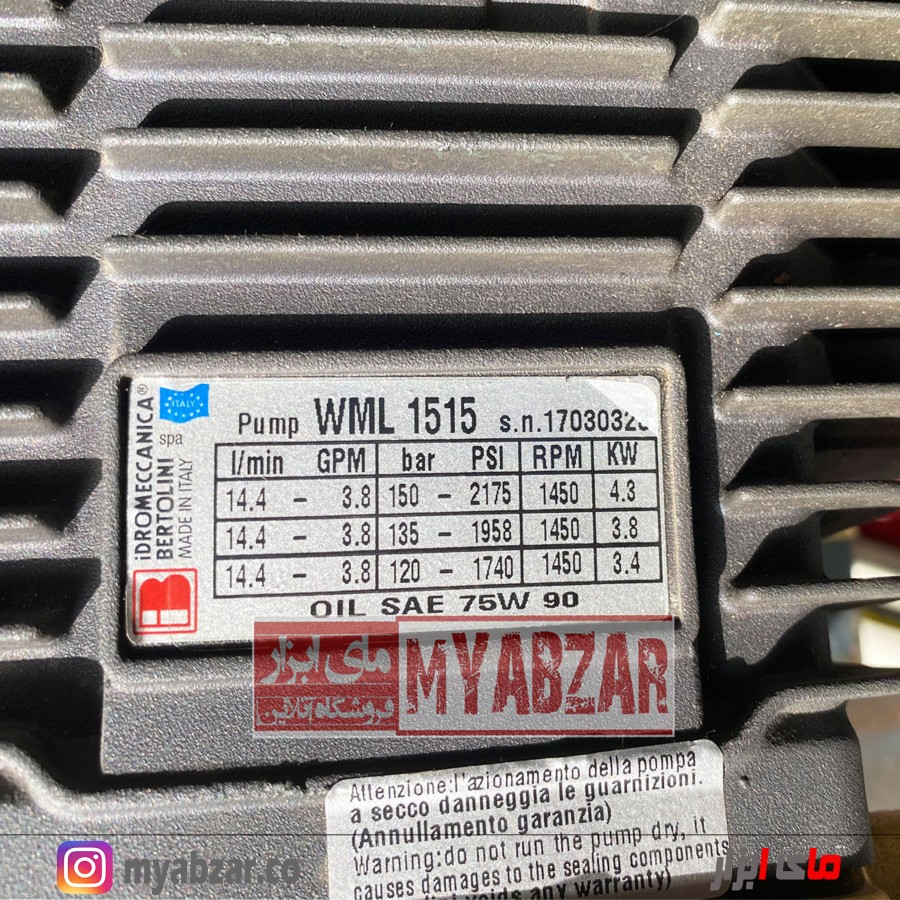 iDROMECCANICA®
BERTOLINI spa
MADE IN ITALY
ITALY
Pump WML 1515 s.n.1703032
l/min GPM bar PSI RPM KW
14.4 – 3.8 150 – 2175 1450 4.3
14.4 – 3.8 135 – 1958 1450 3.8
14.4 – 3.8 120 – 1740 1450 3.4
OIL SAE 75W 90
مای ابزار
فروشگاه آنلاین
MYABZAR
Attenzione:l'azionamento della pompa
a secco danneggia le guarnizioni.
(Annullamento garanzia)
Warning:do not run the pump dry, it
causes damages to the sealing components
voids any warranty)
myabzar.co
مای ابزار